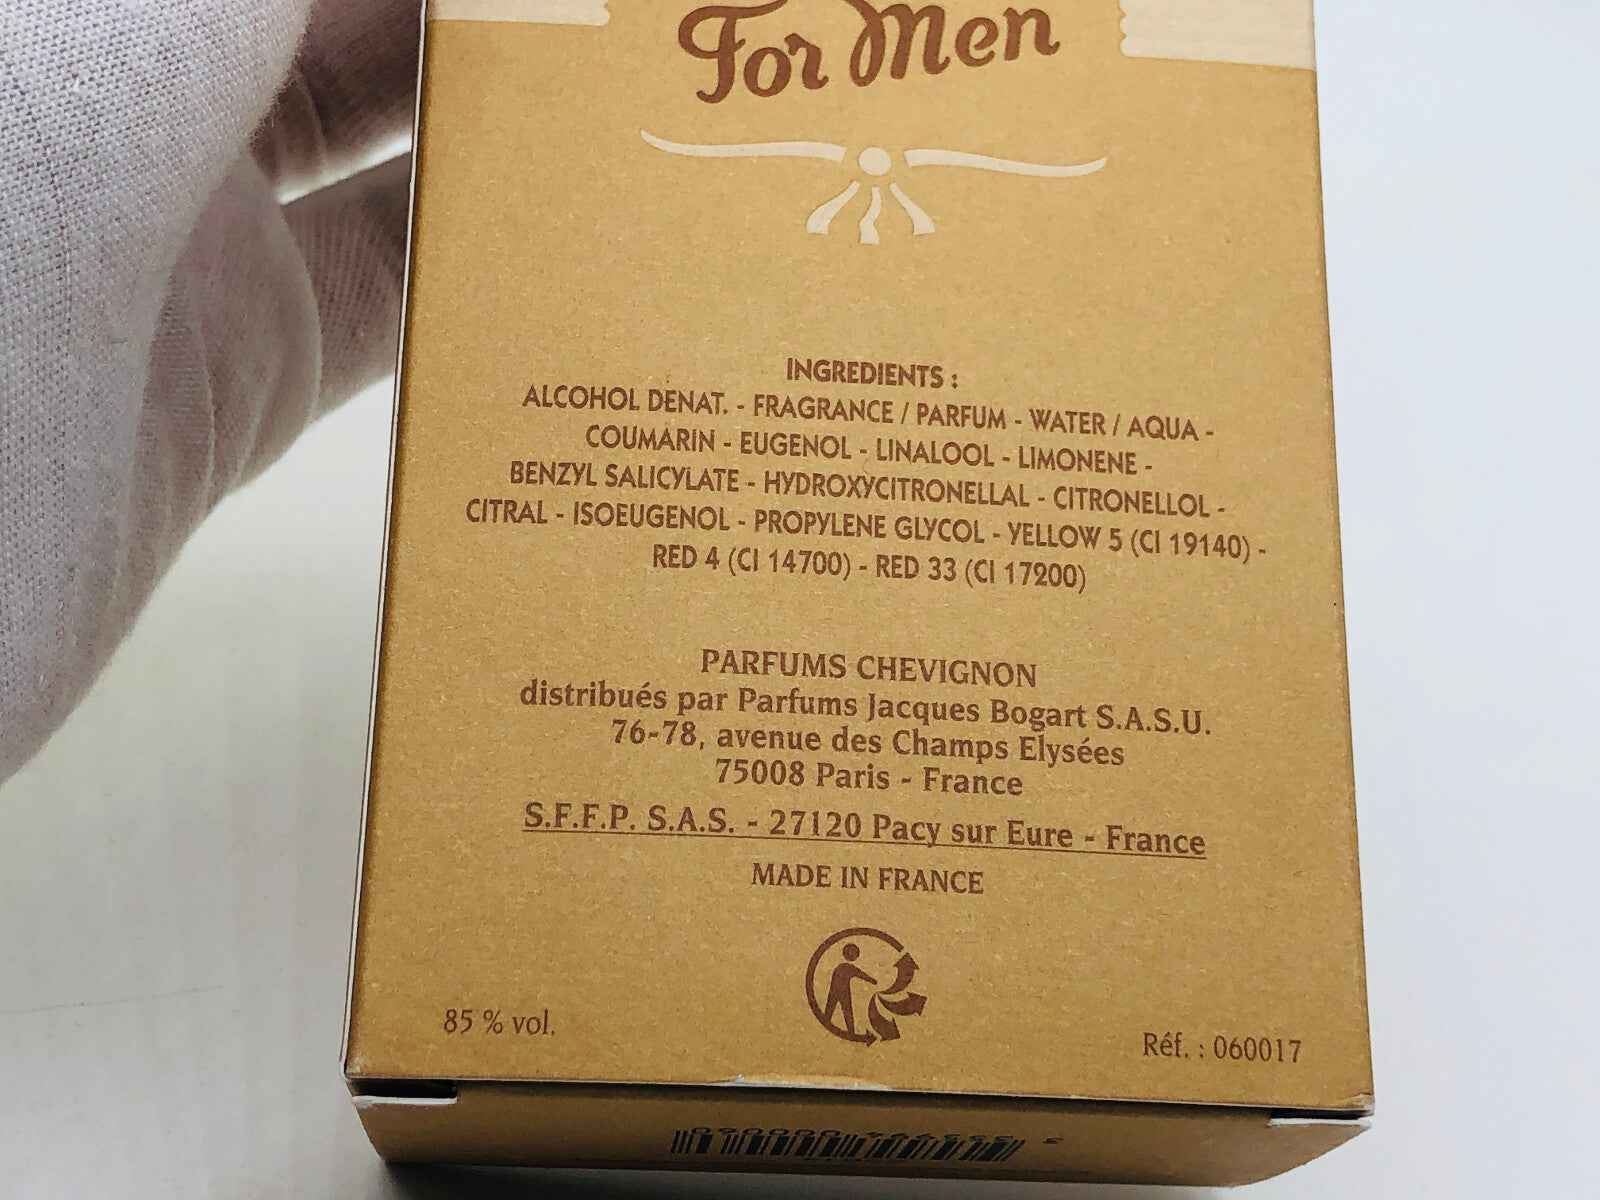 For Men
INGREDIENTS :
ALCOHOL DENAT. - FRAGRANCE / PARFUM - WATER / AQUA -
COUMARIN - EUGENOL - LINALOOL - LIMONENE -
BENZYL SALICYLATE - HYDROXYCITRONELLAL - CITRONELLOL -
CITRAL - ISOEUGENOL - PROPYLENE GLYCOL - YELLOW 5 (CI 19140) -
RED 4 (CI 14700) - RED 33 (CI 17200)
PARFUMS CHEVIGNON
distribués par Parfums Jacques Bogart S.A.S.U.
76-78, avenue des Champs Elysées
75008 Paris - France
S.F.F.P. S.A.S. - 27120 Pacy sur Eure - France
MADE IN FRANCE
85 % vol.
Réf. : 060017